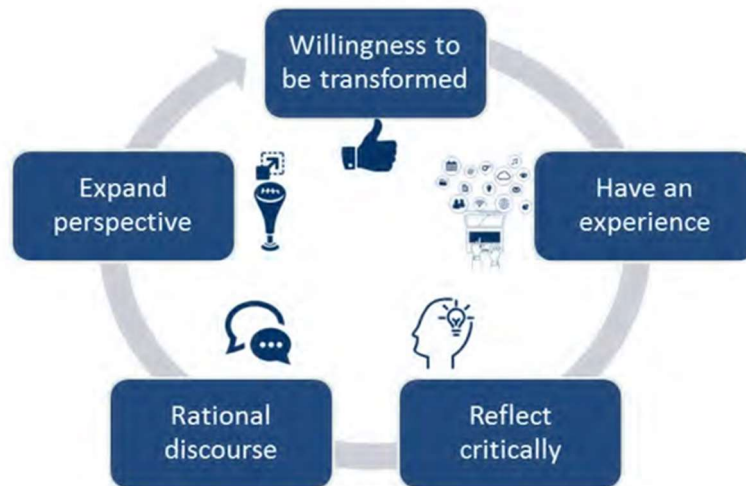 Willingness to
be transformed
Have an
experience
Reflect
critically
Rational
discourse
Expand
perspective